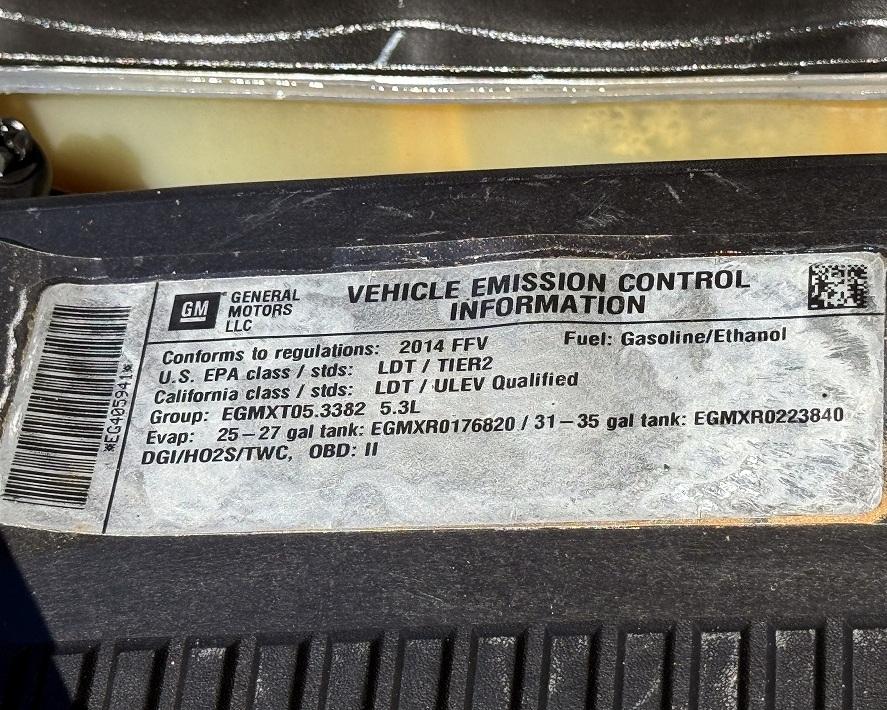 GM GENERAL MOTORS LLC
VEHICLE EMISSION CONTROL INFORMATION
Conforms to regulations: 2014 FFV Fuel: Gasoline/Ethanol
U.S. EPA class / stds: LDT / TIER2
California class / stds: LDT / ULEV Qualified
Group: EGMXT05.3382 5.3L
Evap: 25-27 gal tank: EGMXR0176820 / 31-35 gal tank: EGMXR0223840
DGI/HO2S/TWC, OBD: II
*EG405941*